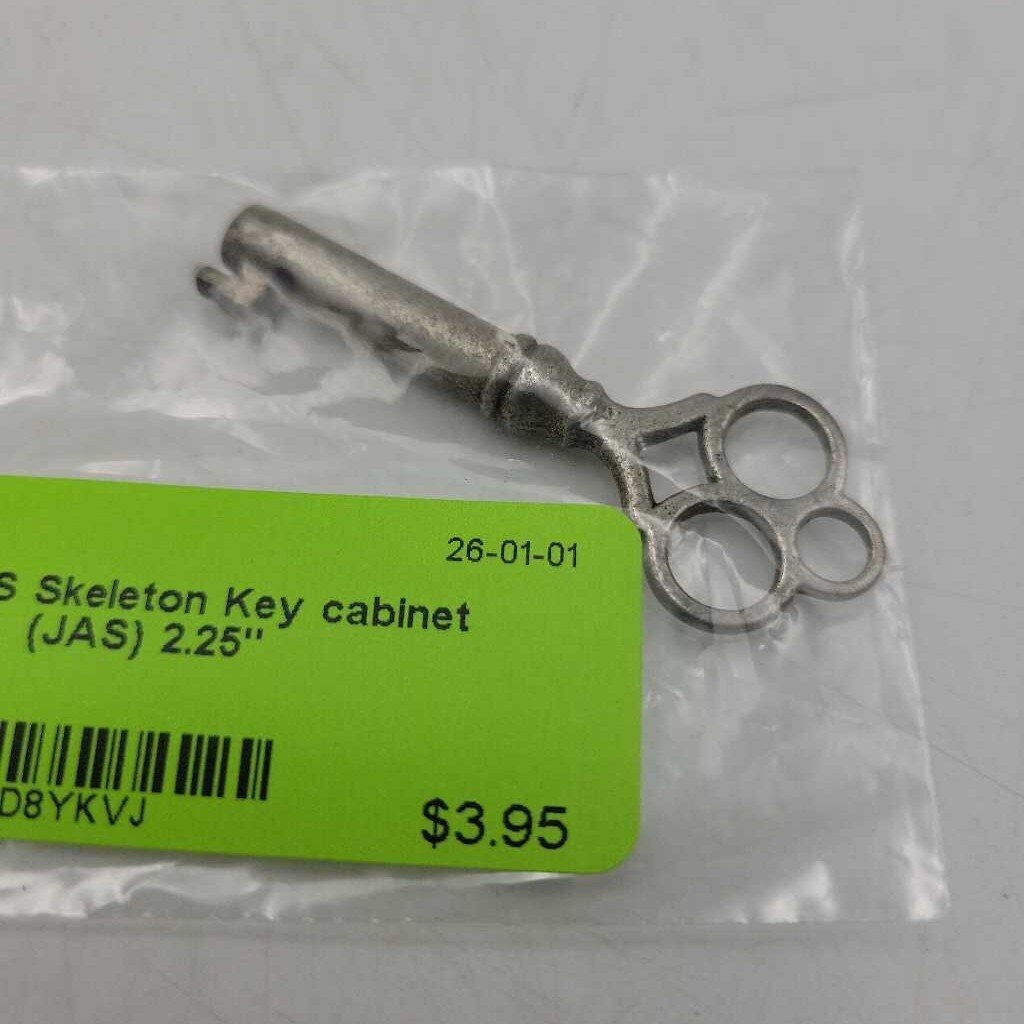 26-01-01
S Skeleton Key cabinet
(JAS) 2.25"
D8YKVJ
$3.95